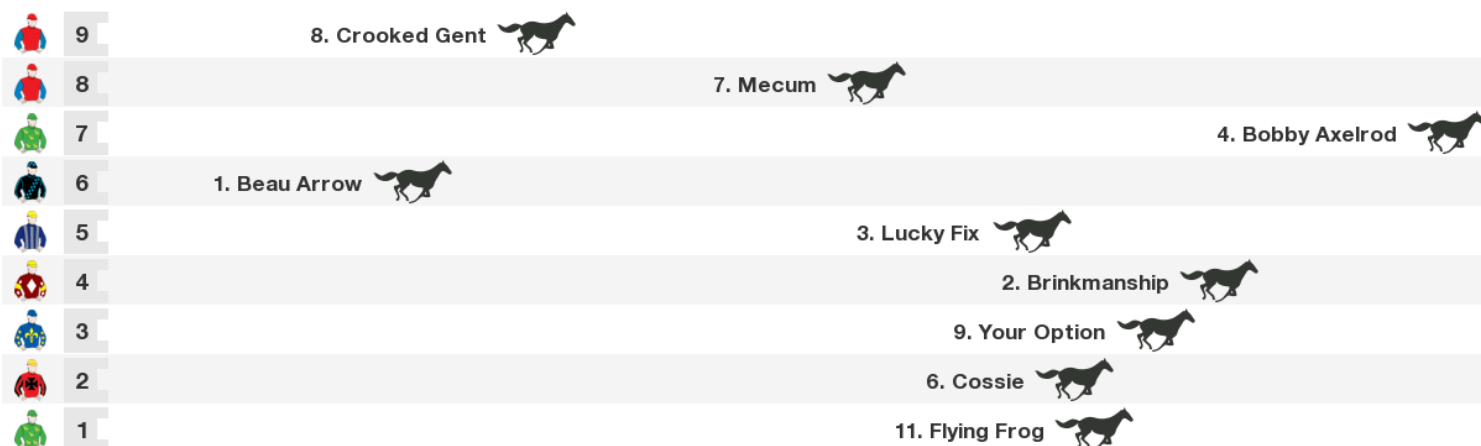 9 8. Crooked Gent
8 7. Mecum
7 4. Bobby Axelrod
6 1. Beau Arrow
5 3. Lucky Fix
4 2. Brinkmanship
3 9. Your Option
2 6. Cossie
1 11. Flying Frog